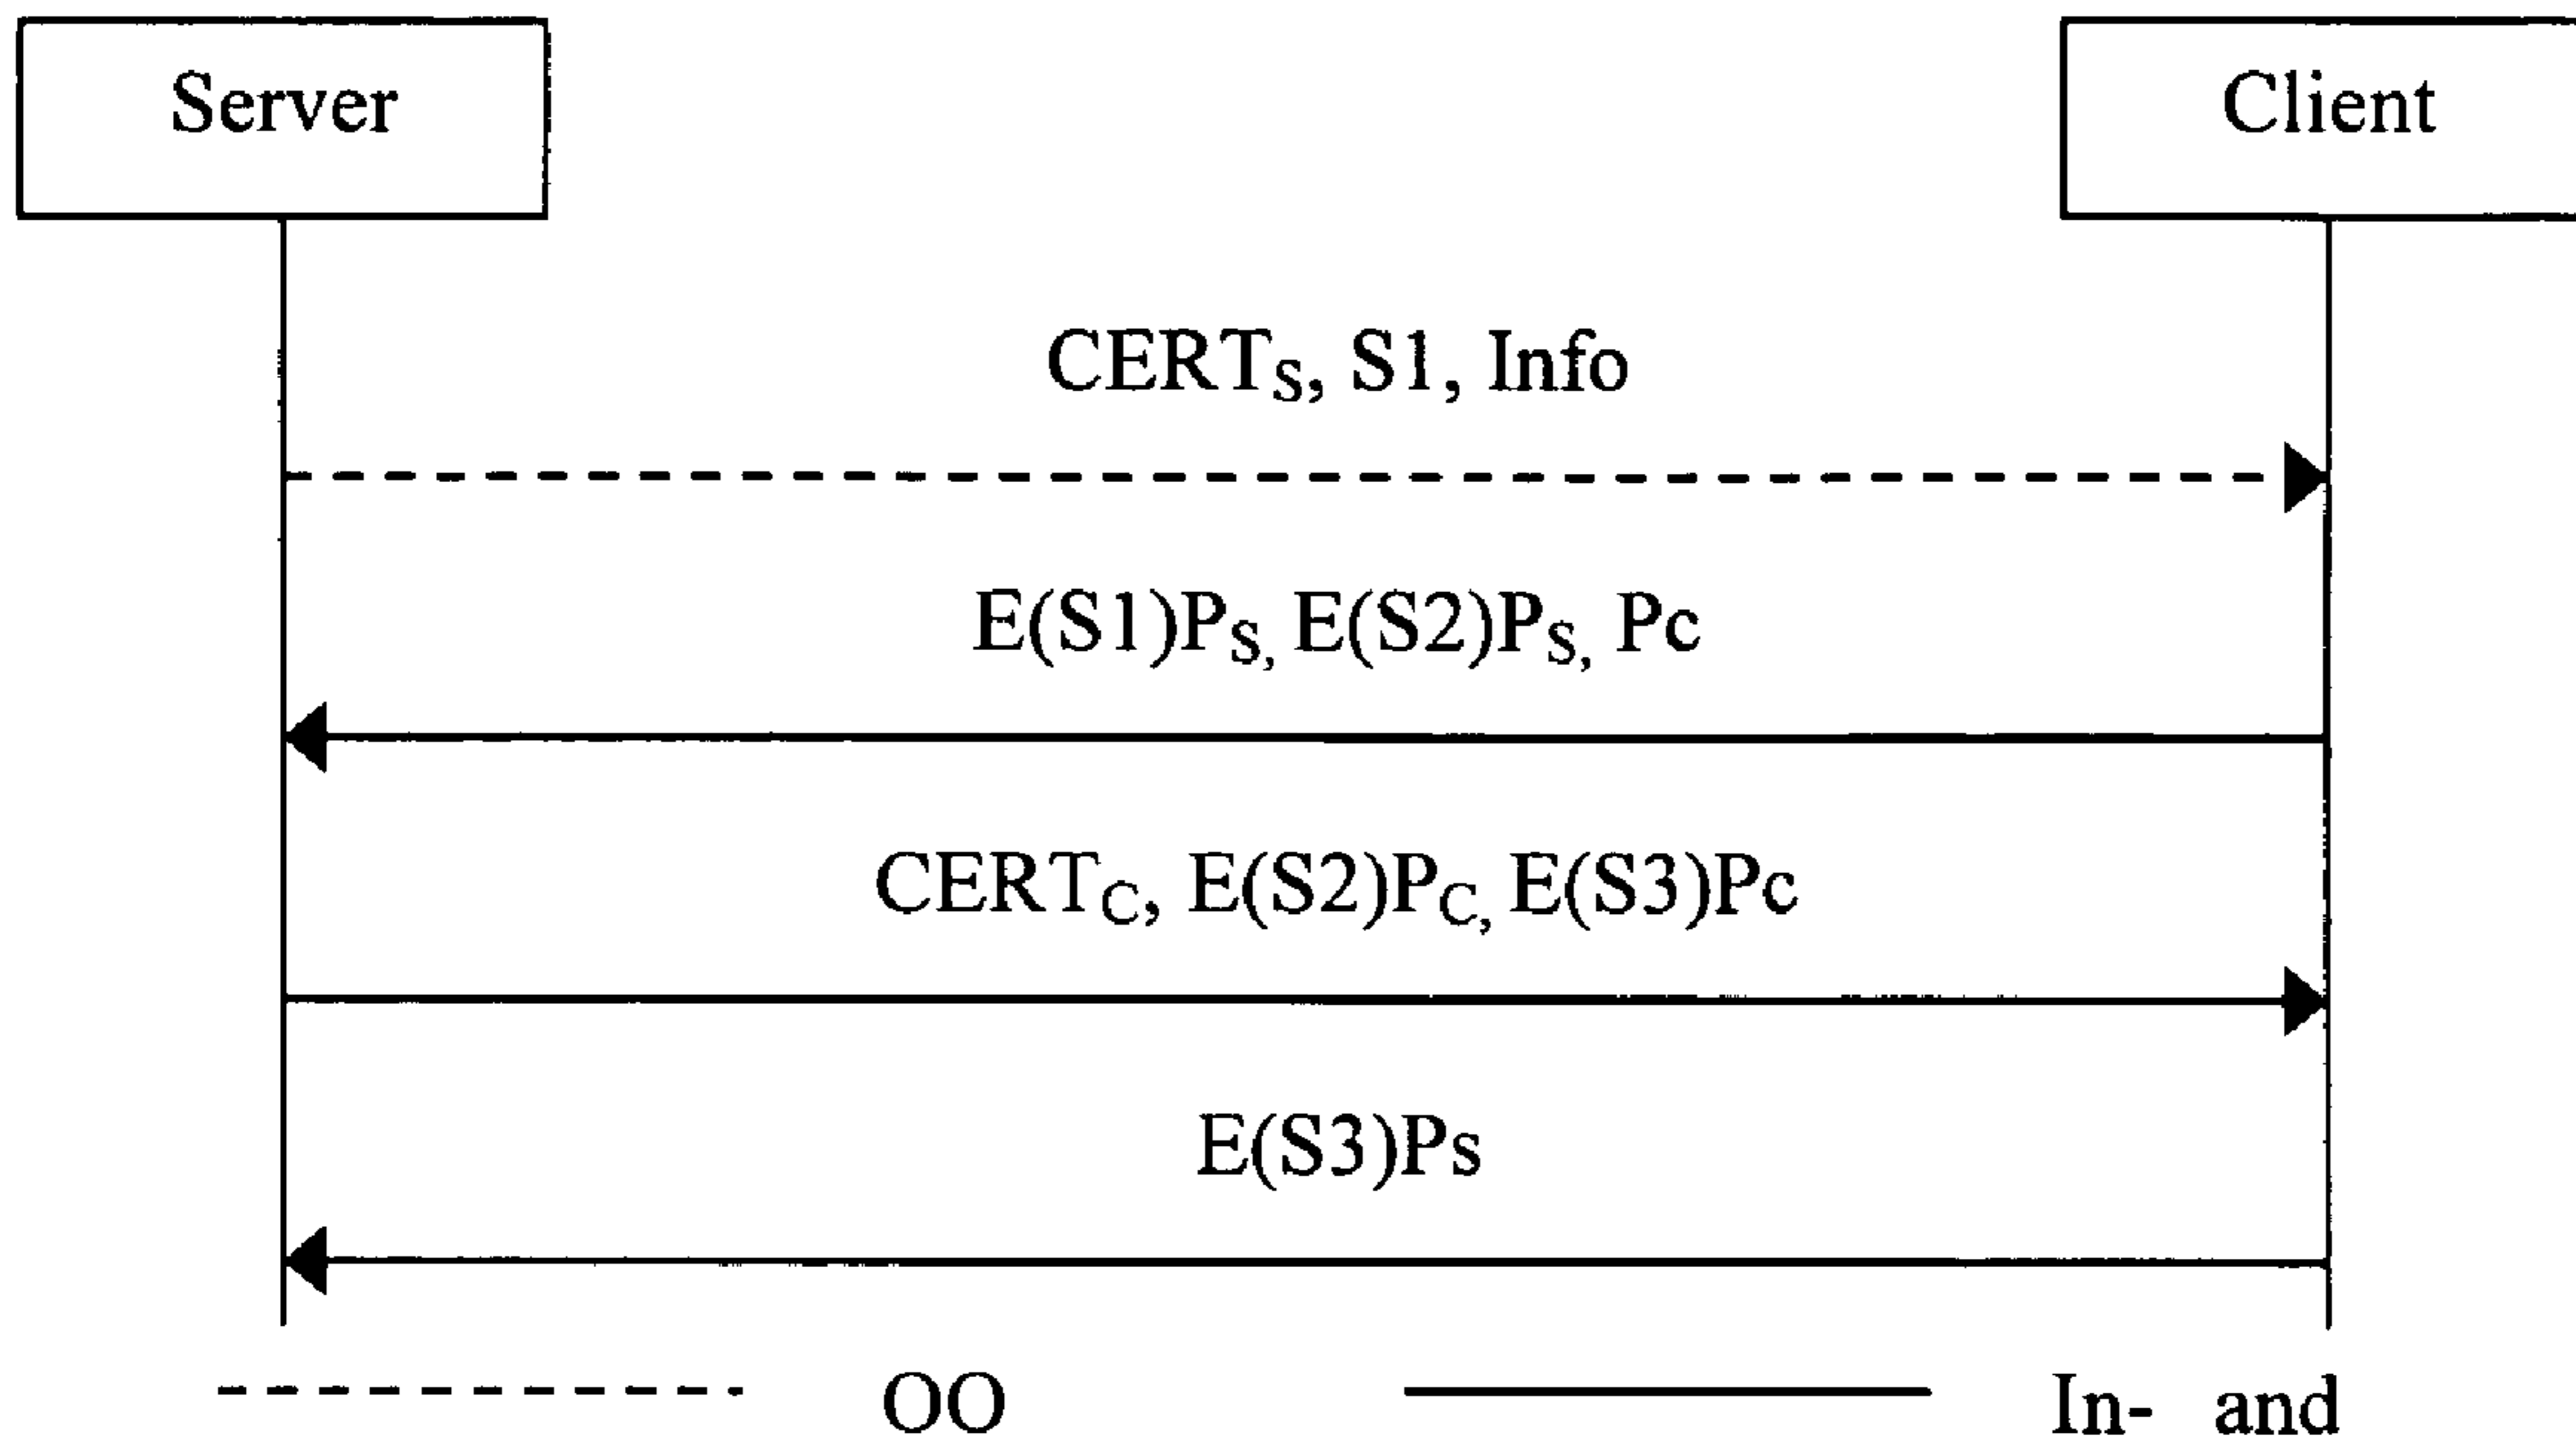 Server Client
CERTS, S1, Info
E(S1)PS, E(S2)PS, Pc
CERTC, E(S2)PC, E(S3)Pc
E(S3)Ps
OO In- and